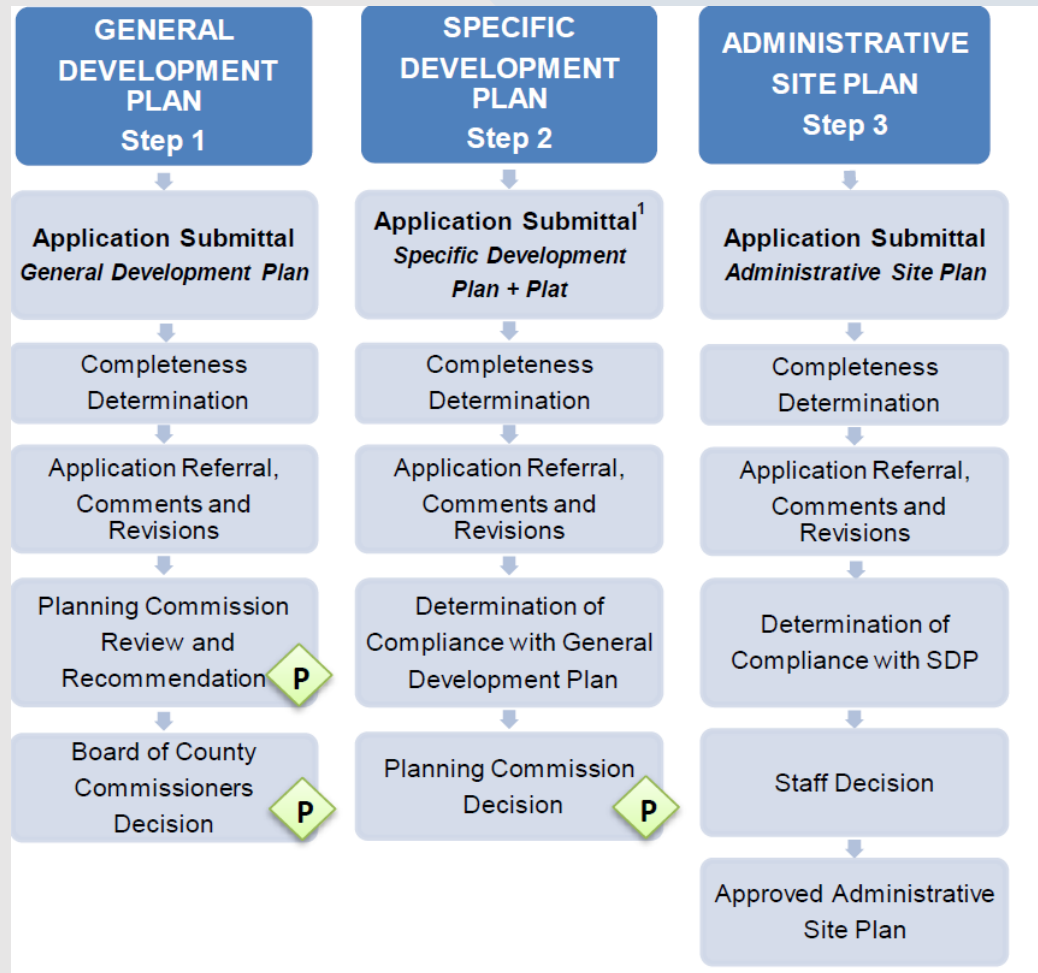 GENERAL
DEVELOPMENT
PLAN
Step 1
Application Submittal
General Development Plan
Completeness
Determination
Application Referral,
Comments and
Revisions
Planning Commission
Review and
Recommendation
P
Board of County
Commissioners
Decision
P
SPECIFIC
DEVELOPMENT
PLAN
Step 2
Application Submittal¹
Specific Development
Plan + Plat
Completeness
Determination
Application Referral,
Comments and
Revisions
Determination of
Compliance with General
Development Plan
Planning Commission
Decision
P
ADMINISTRATIVE
SITE PLAN
Step 3
Application Submittal
Administrative Site Plan
Completeness
Determination
Application Referral,
Comments and
Revisions
Determination of
Compliance with SDP
Staff Decision
Approved Administrative
Site Plan